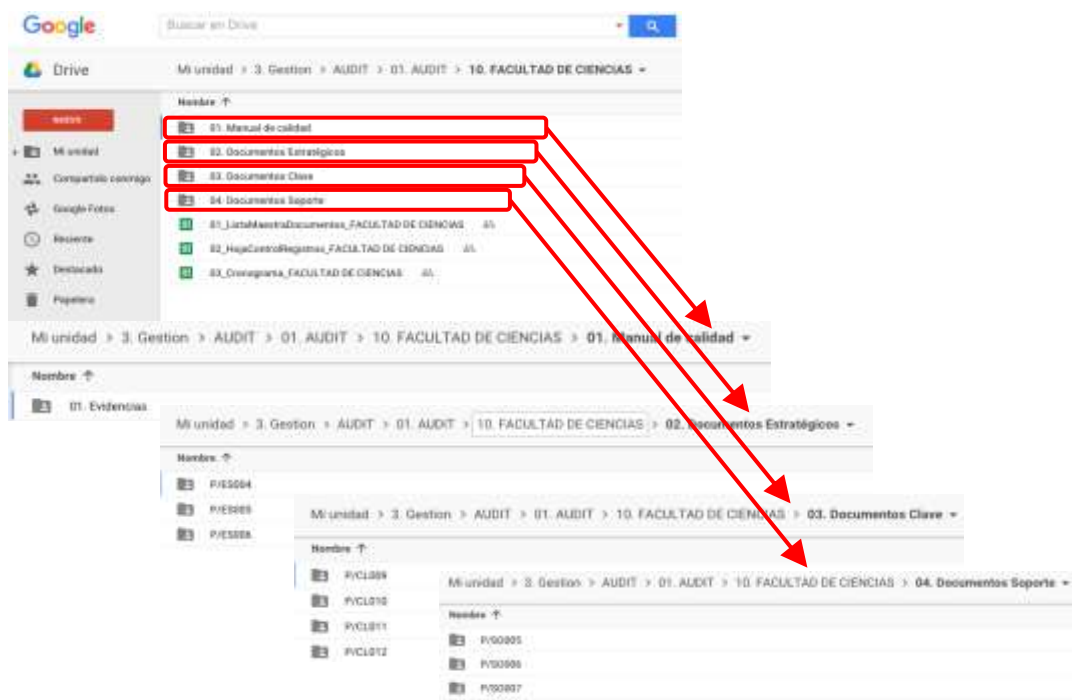 Google
Buscar en Drive
Drive
Mi unidad > 3. Gestion > AUDIT > 01. AUDIT > 10. FACULTAD DE CIENCIAS
Nombre ↑
NUEVO
01. Manual de calidad
Mi unidad
02. Documentos Estratégicos
Compartido conmigo
03. Documentos Clave
Google Fotos
04. Documentos Soporte
01_ListaMaestraDocumentos_FACULTAD DE CIENCIAS
Reciente
02_HojaControlRegistros_FACULTAD DE CIENCIAS
Destacado
03_Cronograma_FACULTAD DE CIENCIAS
Papelera
Mi unidad > 3. Gestion > AUDIT > 01. AUDIT > 10. FACULTAD DE CIENCIAS > 01. Manual de calidad
Nombre ↑
01. Evidencias
Mi unidad > 3. Gestion > AUDIT > 01. AUDIT > 10. FACULTAD DE CIENCIAS > 02. Documentos Estratégicos
Nombre ↑
P/ES004
P/ES005
P/ES006
Mi unidad > 3. Gestion > AUDIT > 01. AUDIT > 10. FACULTAD DE CIENCIAS > 03. Documentos Clave
Nombre ↑
P/CL009
P/CL010
P/CL011
P/CL012
Mi unidad > 3. Gestion > AUDIT > 01. AUDIT > 10. FACULTAD DE CIENCIAS > 04. Documentos Soporte
Nombre ↑
P/SO005
P/SO006
P/SO007